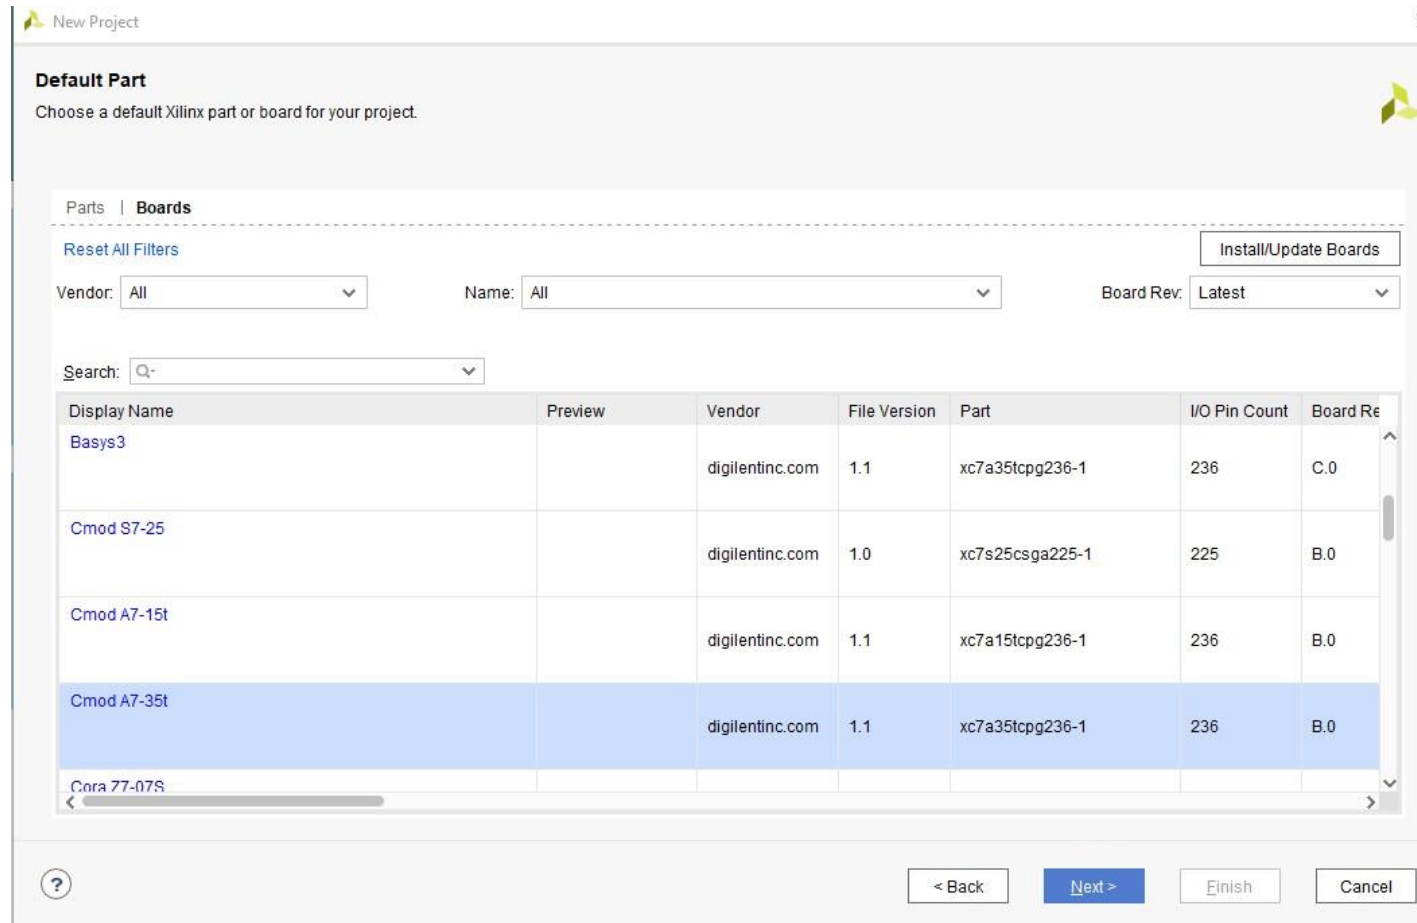 New Project
Default Part
Choose a default Xilinx part or board for your project.
Parts | Boards
Reset All Filters
Install/Update Boards
Vendor: All Name: All Board Rev: Latest
Search:
Display Name Preview Vendor File Version Part I/O Pin Count Board Re
Basys3
digilentinc.com 1.1 xc7a35tcpg236-1 236 C.0
Cmod S7-25
digilentinc.com 1.0 xc7s25csga225-1 225 B.0
Cmod A7-15t
digilentinc.com 1.1 xc7a15tcpg236-1 236 B.0
Cmod A7-35t
digilentinc.com 1.1 xc7a35tcpg236-1 236 B.0
Cora Z7-07S
? < Back Next > Finish Cancel